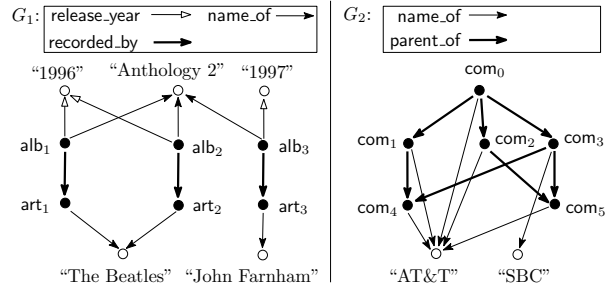 G1: release_year name_of
recorded_by
"1996" "Anthology 2" "1997"
alb1 alb2 alb3
art1 art2 art3
"The Beatles" "John Farnham"
G2: name_of
parent_of
com0
com1 com2 com3
com4 com5
"AT&T" "SBC"